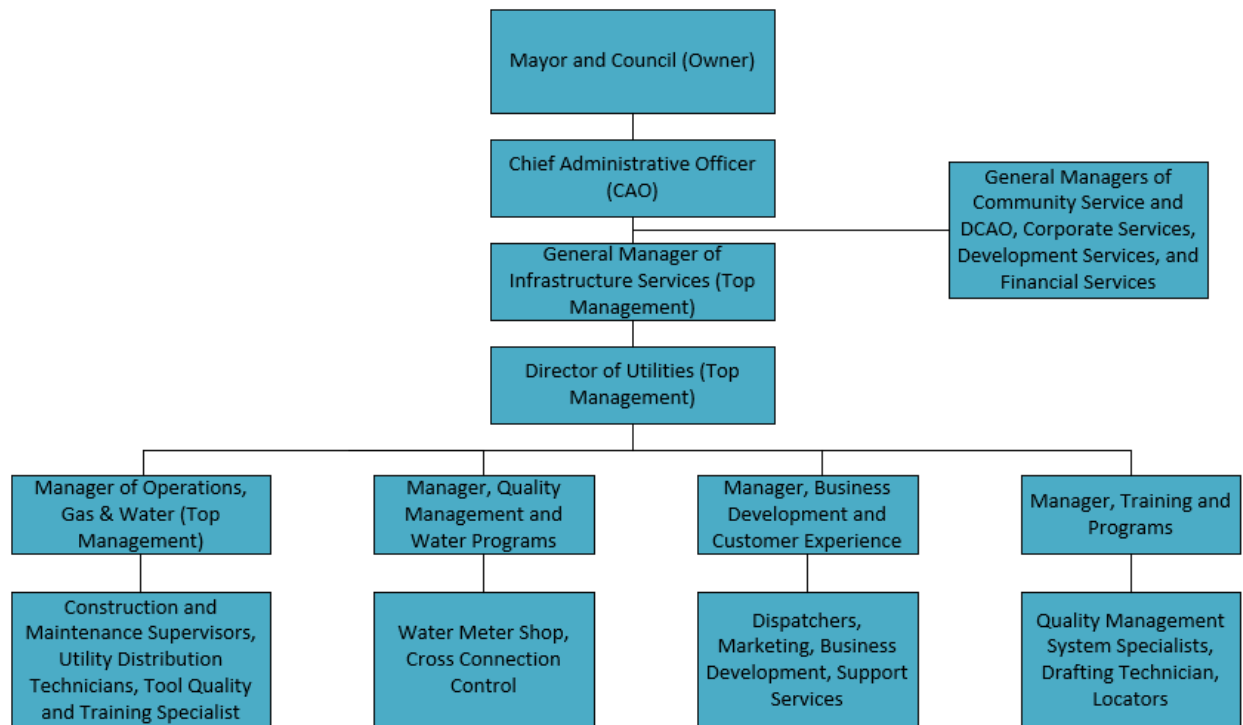 Mayor and Council (Owner)
Chief Administrative Officer
(CAO)
General Managers of
Community Service and
DCAO, Corporate Services,
Development Services, and
Financial Services
General Manager of
Infrastructure Services (Top
Management)
Director of Utilities (Top
Management)
Manager of Operations,
Gas & Water (Top
Management)
Manager, Quality
Management and
Water Programs
Manager, Business
Development and
Customer Experience
Manager, Training and
Programs
Construction and
Maintenance Supervisors,
Utility Distribution
Technicians, Tool Quality
and Training Specialist
Water Meter Shop,
Cross Connection
Control
Dispatchers,
Marketing, Business
Development, Support
Services
Quality Management
System Specialists,
Drafting Technician,
Locators